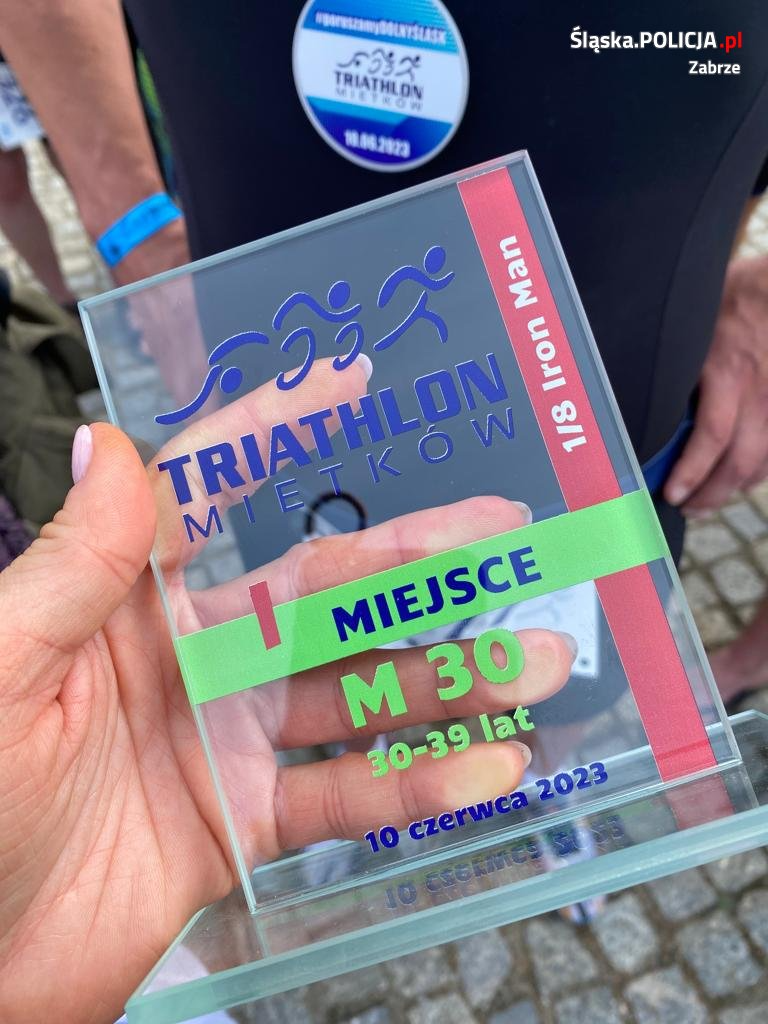 Śląska.POLICJA.pl
Zabrze
#poruszamyDOLNYŚLĄSK
TRIATHLON
MIETKÓW
10.06.2023
1/8 Iron Man
TRIATHLON
MIETKÓW
I MIEJSCE
M 30
30-39 lat
10 czerwca 2023